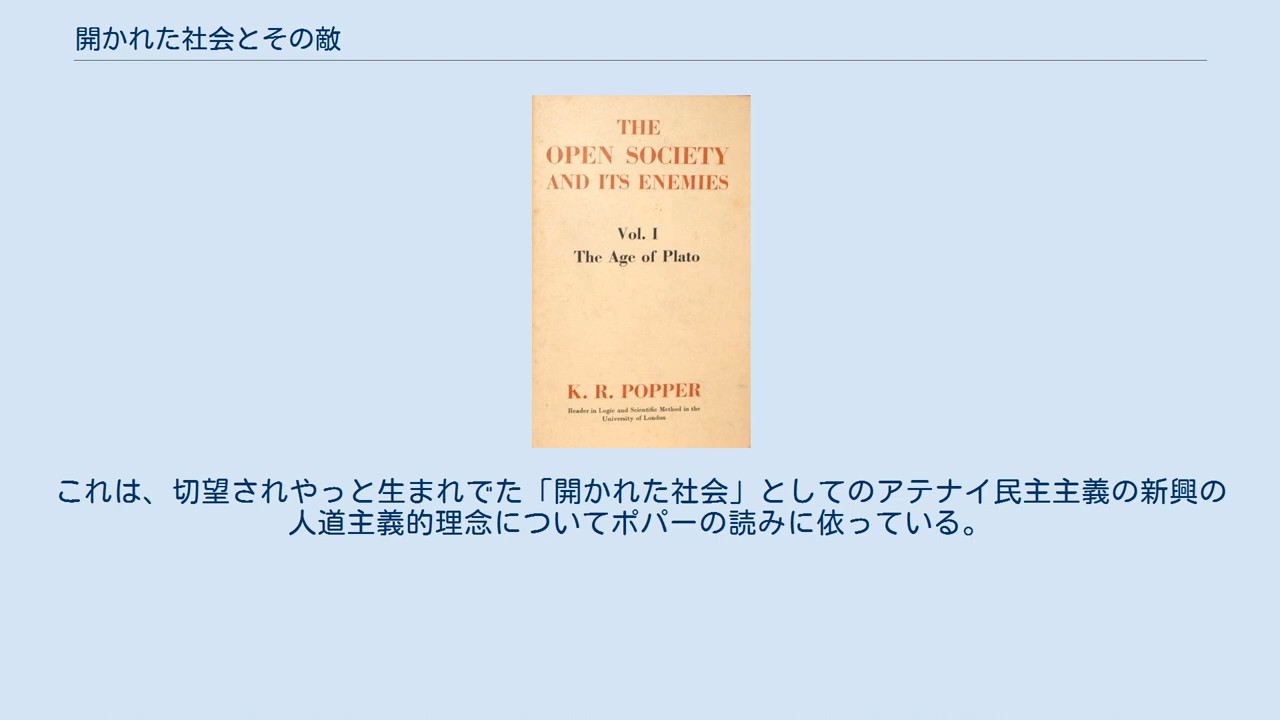 開かれた社会とその敵
THE
OPEN SOCIETY
AND ITS ENEMIES
Vol. I
The Age of Plato
K. R. POPPER
Reader in Logic and Scientific Method in the
University of London
これは、切望されやっと生まれでた「開かれた社会」としてのアテナイ民主主義の新興の
人道主義的理念についてポパーの読みに依っている。